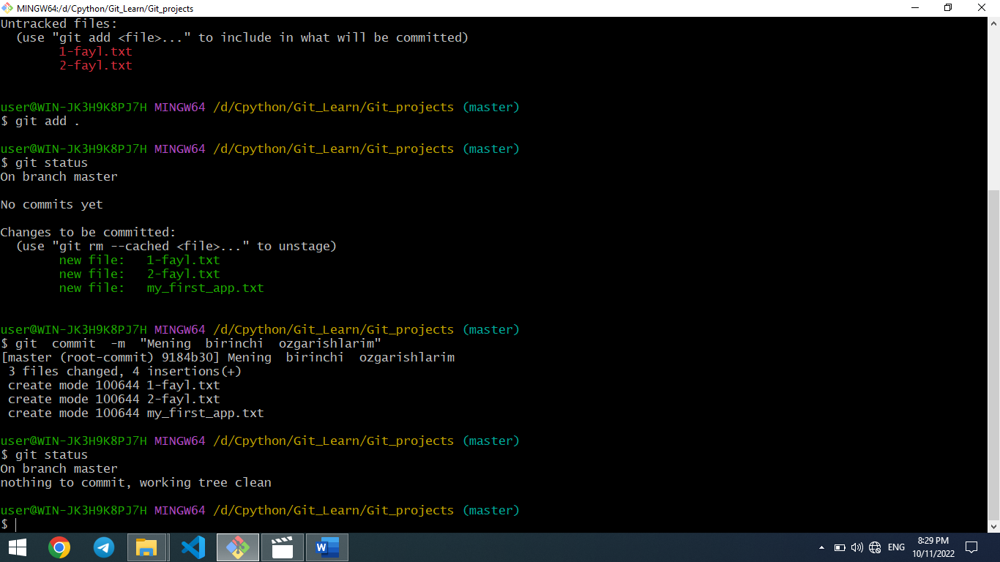 MINGW64:/d/Cpython/Git_Learn/Git_projects
Untracked files:
  (use "git add <file>..." to include in what will be committed)
        1-fayl.txt
        2-fayl.txt
user@WIN-JK3H9K8PJ7H MINGW64 /d/Cpython/Git_Learn/Git_projects (master)
$ git add .
user@WIN-JK3H9K8PJ7H MINGW64 /d/Cpython/Git_Learn/Git_projects (master)
$ git status
On branch master
No commits yet
Changes to be committed:
  (use "git rm --cached <file>..." to unstage)
        new file:   1-fayl.txt
        new file:   2-fayl.txt
        new file:   my_first_app.txt
user@WIN-JK3H9K8PJ7H MINGW64 /d/Cpython/Git_Learn/Git_projects (master)
$ git  commit  -m  "Mening  birinchi  ozgarishlarim"
[master (root-commit) 9184b30] Mening  birinchi  ozgarishlarim
 3 files changed, 4 insertions(+)
 create mode 100644 1-fayl.txt
 create mode 100644 2-fayl.txt
 create mode 100644 my_first_app.txt
user@WIN-JK3H9K8PJ7H MINGW64 /d/Cpython/Git_Learn/Git_projects (master)
$ git status
On branch master
nothing to commit, working tree clean
user@WIN-JK3H9K8PJ7H MINGW64 /d/Cpython/Git_Learn/Git_projects (master)
$
W
ENG
8:29 PM
10/11/2022